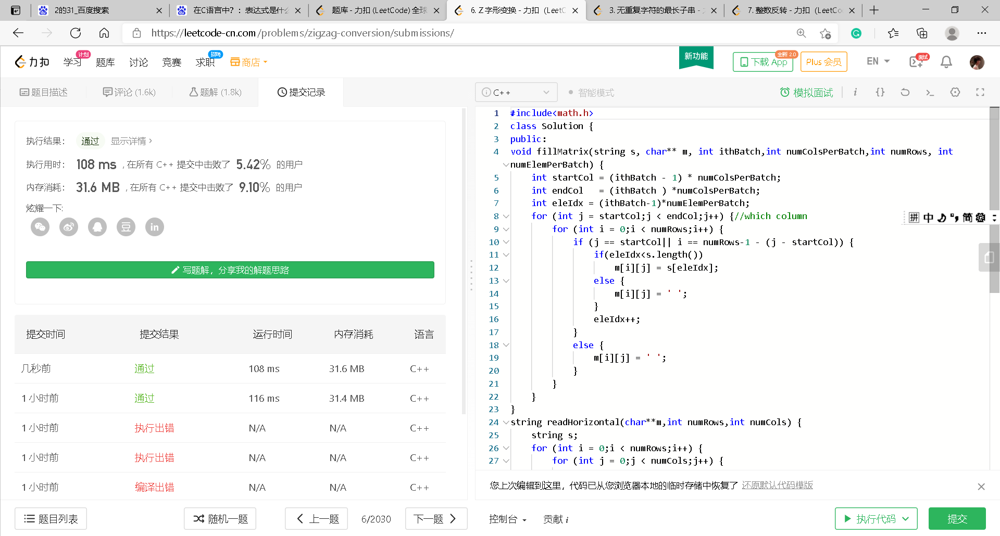 2的31_百度搜索
在C语言中？：表达式是什么
题库 - 力扣 (LeetCode) 全球
6. Z 字形变换 - 力扣（LeetC
3. 无重复字符的最长子串 -
7. 整数反转 - 力扣（LeetCo
https://leetcode-cn.com/problems/zigzag-conversion/submissions/
力扣
学习
计划
题库
讨论
竞赛
求职
招聘
商店
新功能
下载 App
全新 2.0
Plus 会员
EN
面试
题目描述
评论 (1.6k)
题解 (1.8k)
提交记录
C++
智能模式
模拟面试
执行结果：
通过
显示详情 >
执行用时：
108 ms
, 在所有 C++ 提交中击败了 5.42% 的用户
内存消耗：
31.6 MB
, 在所有 C++ 提交中击败了 9.10% 的用户
炫耀一下:
豆
in
写题解，分享我的解题思路
提交时间 提交结果 运行时间 内存消耗 语言
几秒前 通过 108 ms 31.6 MB C++
1 小时前 通过 116 ms 31.4 MB C++
1 小时前 执行出错 N/A N/A C++
1 小时前 执行出错 N/A N/A C++
1 小时前 编译出错 N/A N/A C++
1 #include<math.h>
2 class Solution {
3 public:
4 void fillMatrix(string s, char** m, int ithBatch,int numColsPerBatch,int numRows, int
numElemPerBatch) {
5 int startCol = (ithBatch - 1) * numColsPerBatch;
6 int endCol   = (ithBatch ) *numColsPerBatch;
7 int eleIdx = (ithBatch-1)*numElemPerBatch;
8 for (int j = startCol;j < endCol;j++) {//which column
9 for (int i = 0;i < numRows;i++) {
10 if (j == startCol|| i == numRows-1 - (j - startCol)) {
11 if(eleIdx<s.length())
12 m[i][j] = s[eleIdx];
13 else {
14 m[i][j] = ' ';
15 }
16 eleIdx++;
17 }
18 else {
19 m[i][j] = ' ';
20 }
21 }
22 }
23 }
24 string readHorizontal(char**m,int numRows,int numCols) {
25 string s;
26 for (int i = 0;i < numRows;i++) {
27 for (int j = 0;j < numCols;j++) {
拼 中 简
您上次编辑到这里，代码已从您浏览器本地的临时存储中恢复了 还原默认代码模版
题目列表
随机一题
上一题
6/2030
下一题
控制台
贡献 i
执行代码
提交